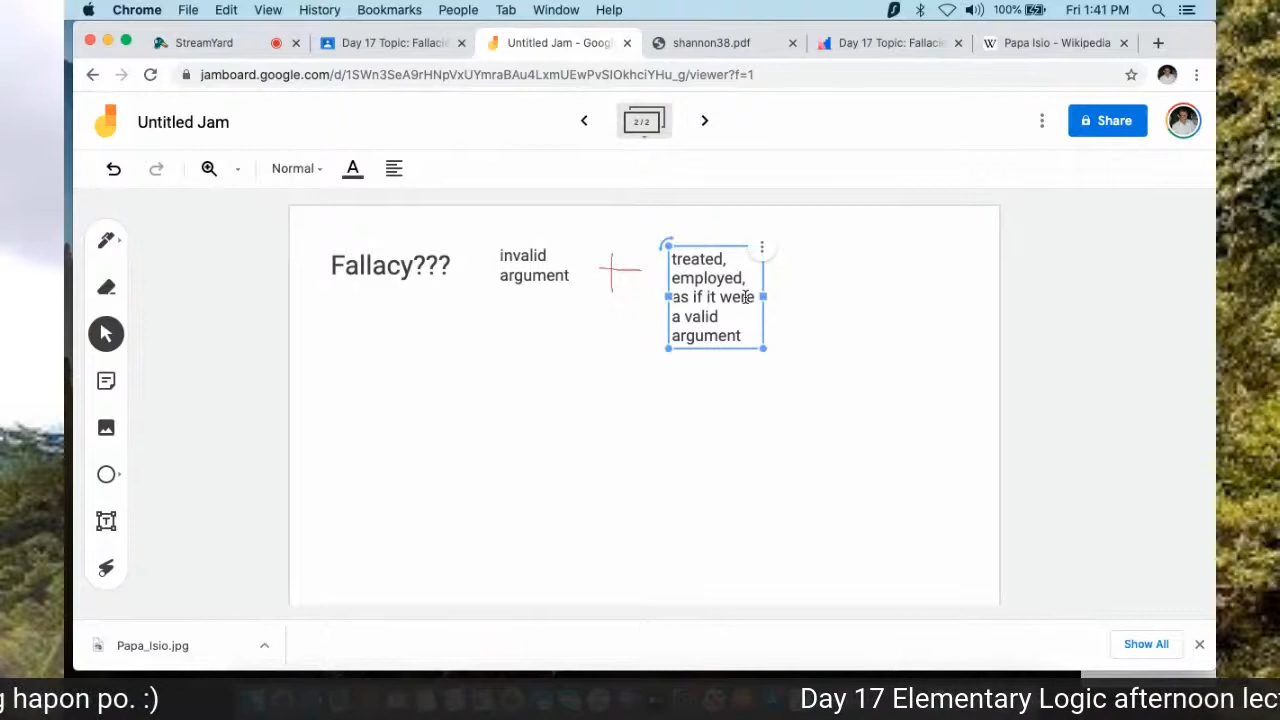 Chrome File Edit View History Bookmarks People Tab Window Help 100% Fri 1:41 PM
StreamYard Day 17 Topic: Fallacie Untitled Jam - Goog shannon38.pdf Day 17 Topic: Fallacie Papa Isio - Wikipedia
jamboard.google.com/d/1SWn3SeA9rHNpVxUYmraBAu4LxmUEwPvSIOkhciYHu_g/viewer?f=1
Untitled Jam 2 / 2 Share
Normal A
Fallacy???
invalid
argument
treated,
employed,
as if it were
a valid
argument
Papa_Isio.jpg Show All
g hapon po. :) Day 17 Elementary Logic afternoon lect